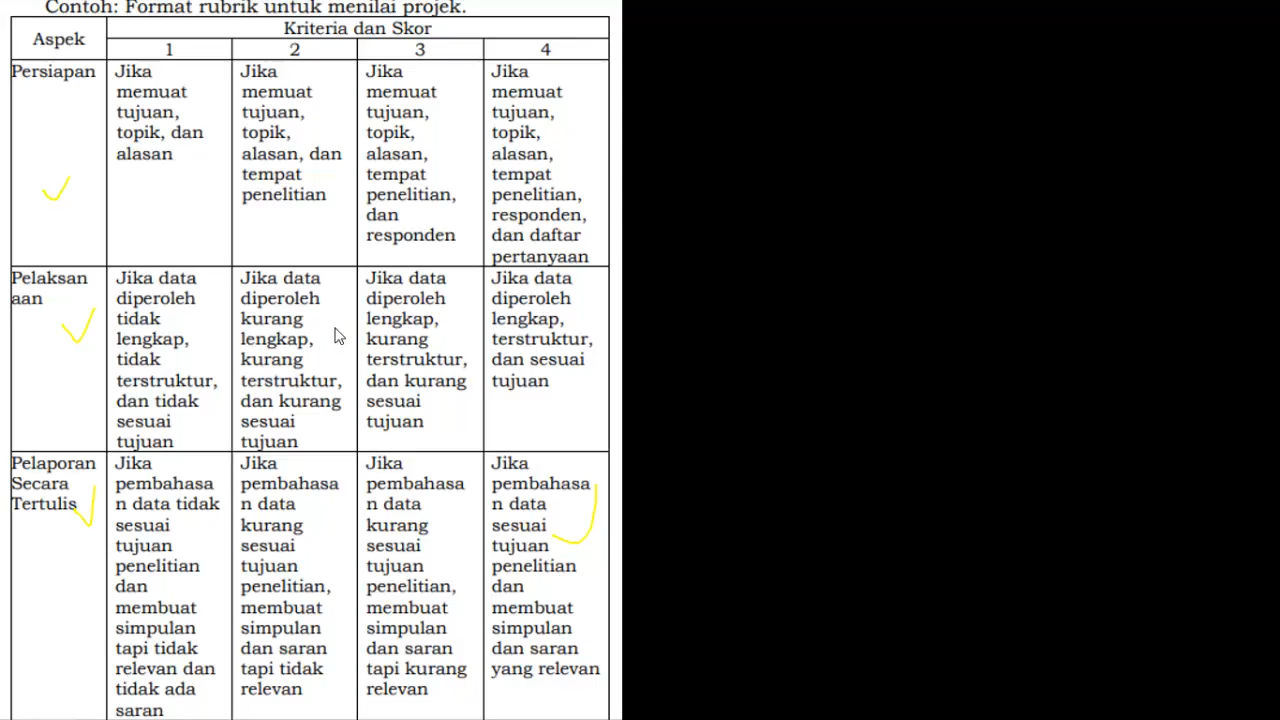 Contoh: Format rubrik untuk menilai projek.
Aspek
Kriteria dan Skor
1
2
3
4
Persiapan
Jika
memuat
tujuan,
topik, dan
alasan
Jika
memuat
tujuan,
topik,
alasan, dan
tempat
penelitian
Jika
memuat
tujuan,
topik,
alasan,
tempat
penelitian,
dan
responden
Jika
memuat
tujuan,
topik,
alasan,
tempat
penelitian,
responden,
dan daftar
pertanyaan
Pelaksan
aan
Jika data
diperoleh
tidak
lengkap,
tidak
terstruktur,
dan tidak
sesuai
tujuan
Jika data
diperoleh
kurang
lengkap,
kurang
terstruktur,
dan kurang
sesuai
tujuan
Jika data
diperoleh
lengkap,
kurang
terstruktur,
dan kurang
sesuai
tujuan
Jika data
diperoleh
lengkap,
terstruktur,
dan sesuai
tujuan
Pelaporan
Secara
Tertulis
Jika
pembahasa
n data tidak
sesuai
tujuan
penelitian
dan
membuat
simpulan
tapi tidak
relevan dan
tidak ada
saran
Jika
pembahasa
n data
kurang
sesuai
tujuan
penelitian,
membuat
simpulan
dan saran
tapi tidak
relevan
Jika
pembahasa
n data
kurang
sesuai
tujuan
penelitian,
membuat
simpulan
dan saran
tapi kurang
relevan
Jika
pembahasa
n data
sesuai
tujuan
penelitian
dan
membuat
simpulan
dan saran
yang relevan